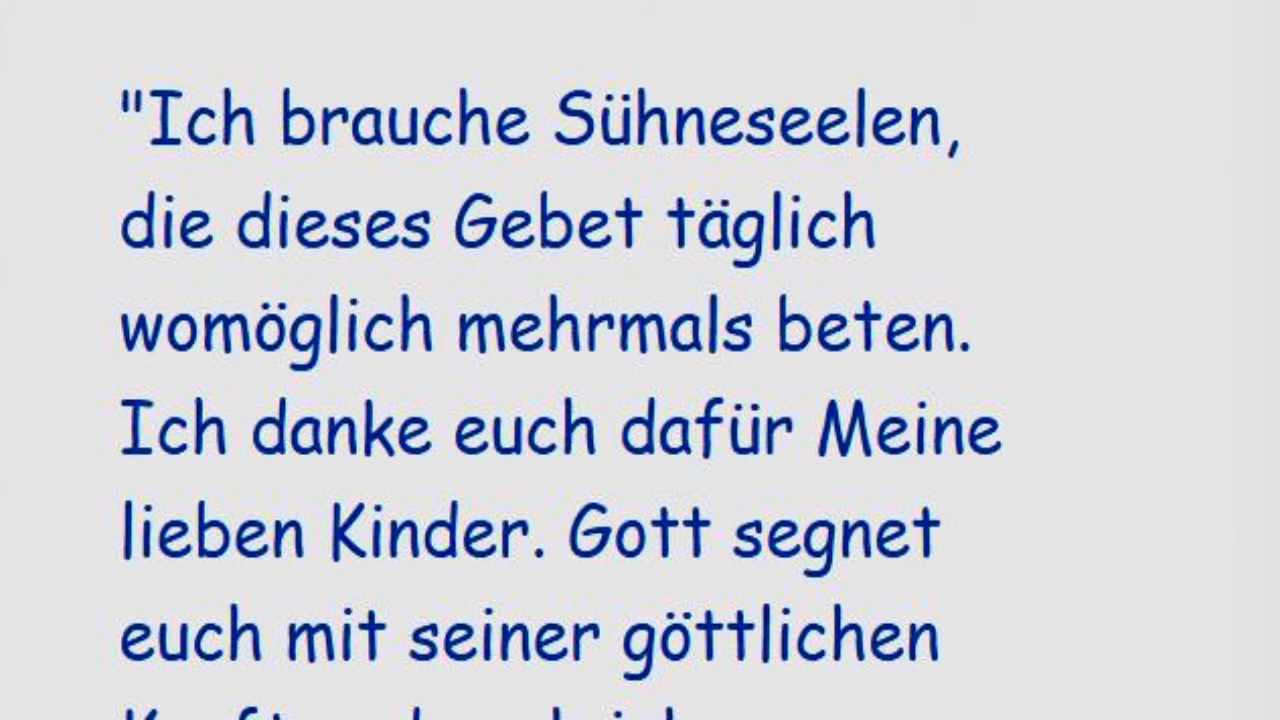 "Ich brauche Sühneseelen,
die dieses Gebet täglich
womöglich mehrmals beten.
Ich danke euch dafür Meine
lieben Kinder. Gott segnet
euch mit seiner göttlichen